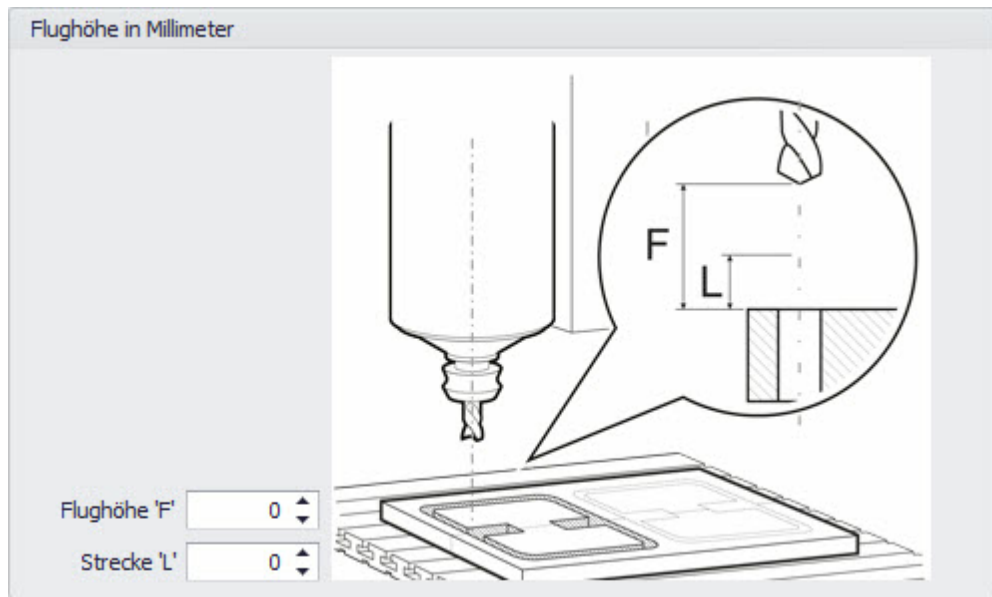 Flughöhe in Millimeter
F
L
Flughöhe 'F' 0
Strecke 'L' 0